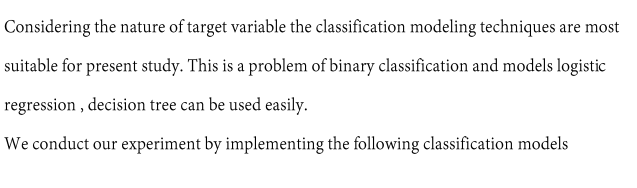 Considering the nature of target variable the classification modeling techniques are most
suitable for present study. This is a problem of binary classification and models logistic
regression , decision tree can be used easily.
We conduct our experiment by implementing the following classification models